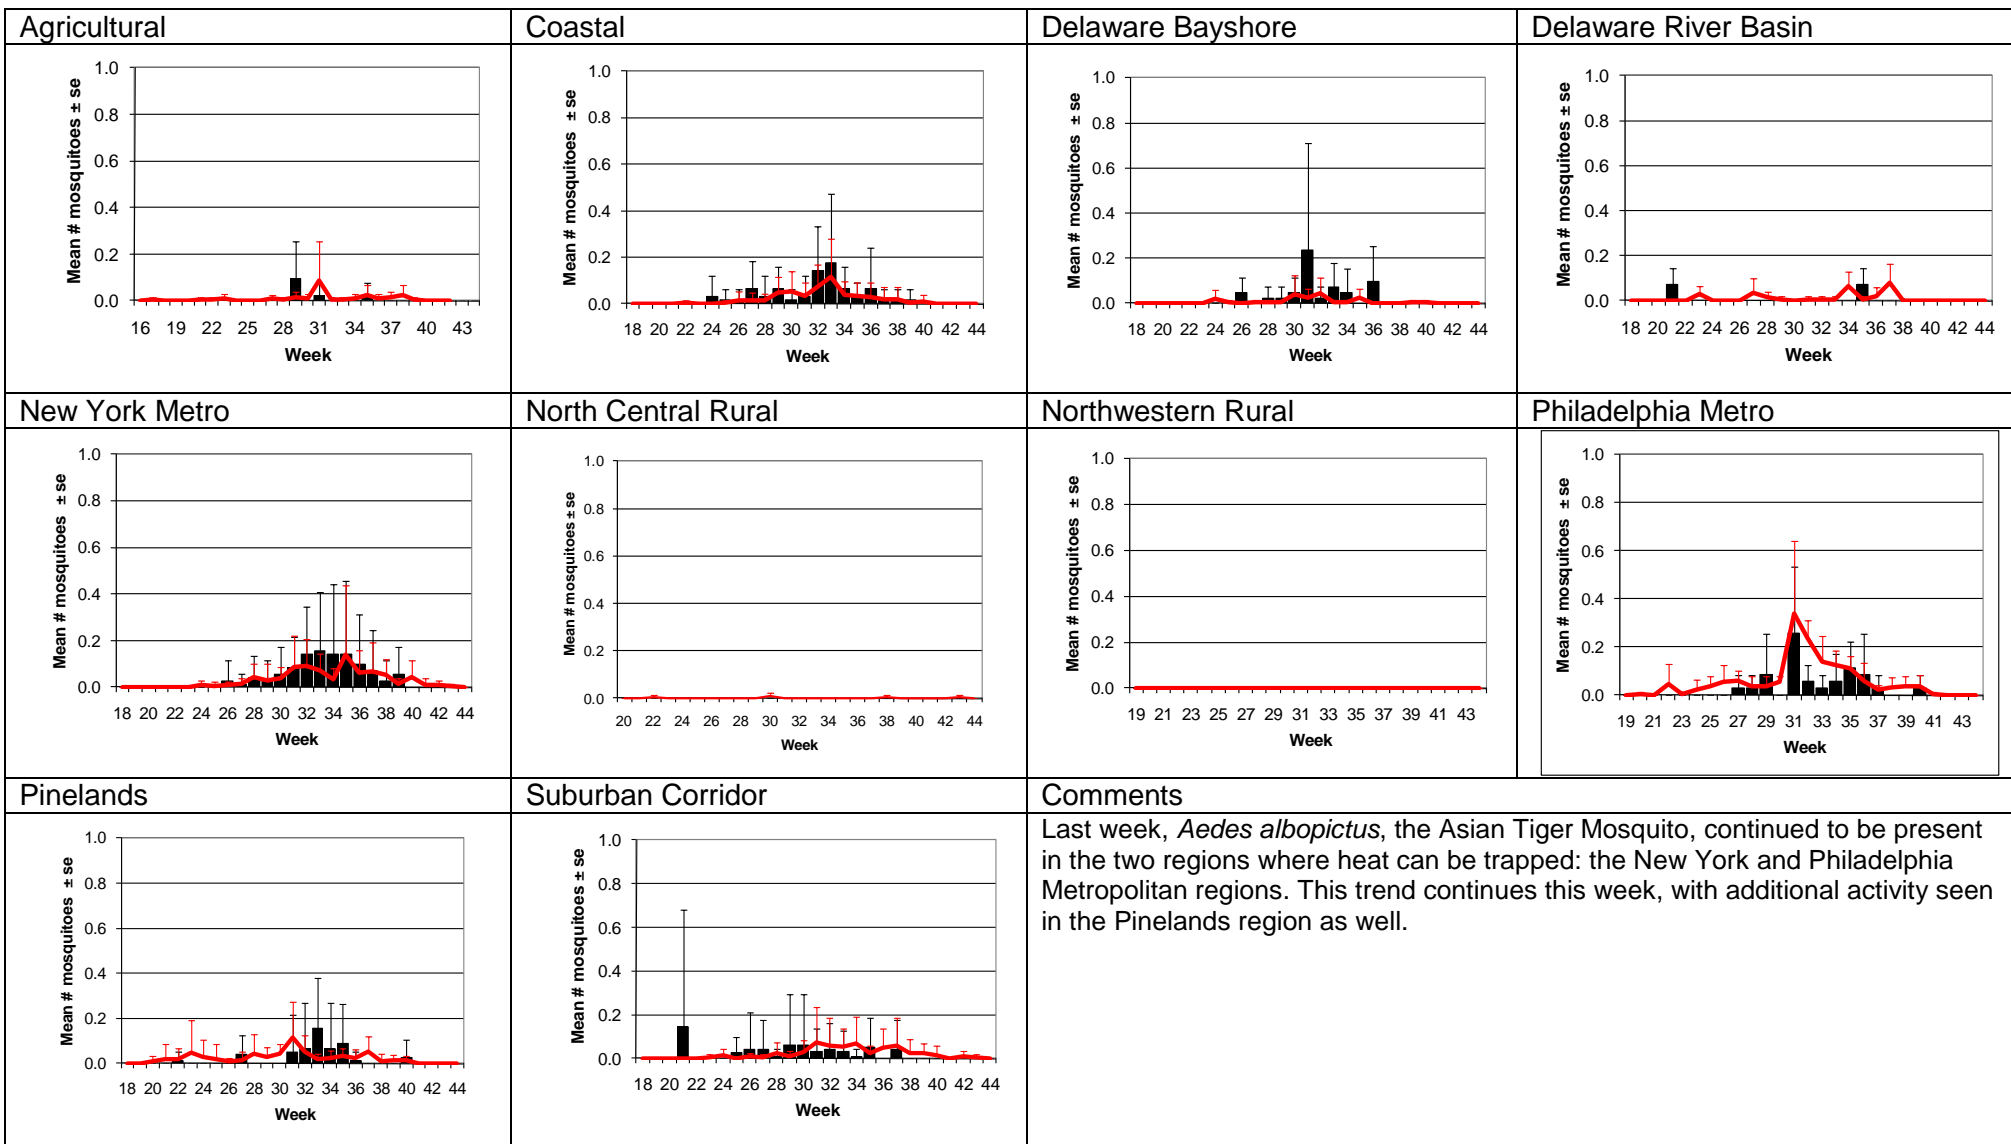 Agricultural
Coastal
Delaware Bayshore
Delaware River Basin
Mean # mosquitoes ± se
1.0
0.8
0.6
0.4
0.2
0.0
16 19 22 25 28 31 34 37 40 43
Week
Mean # mosquitoes ± se
1.0
0.8
0.6
0.4
0.2
0.0
18 20 22 24 26 28 30 32 34 36 38 40 42 44
Week
Mean # mosquitoes ± se
1.0
0.8
0.6
0.4
0.2
0.0
18 20 22 24 26 28 30 32 34 36 38 40 42 44
Week
Mean # mosquitoes ± se
1.0
0.8
0.6
0.4
0.2
0.0
18 20 22 24 26 28 30 32 34 36 38 40 42 44
Week
New York Metro
North Central Rural
Northwestern Rural
Philadelphia Metro
Mean # mosquitoes ± se
1.0
0.8
0.6
0.4
0.2
0.0
18 20 22 24 26 28 30 32 34 36 38 40 42 44
Week
Mean # mosquitoes ± se
1.0
0.8
0.6
0.4
0.2
0.0
20 22 24 26 28 30 32 34 36 38 40 42 44
Week
Mean # mosquitoes ± se
1.0
0.8
0.6
0.4
0.2
0.0
19 21 23 25 27 29 31 33 35 37 39 41 43
Week
Mean # mosquitoes ± se
1.0
0.8
0.6
0.4
0.2
0.0
19 21 23 25 27 29 31 33 35 37 39 41 43
Week
Pinelands
Suburban Corridor
Comments
Mean # mosquitoes ± se
1.0
0.8
0.6
0.4
0.2
0.0
18 20 22 24 26 28 30 32 34 36 38 40 42 44
Week
Mean # mosquitoes ± se
1.0
0.8
0.6
0.4
0.2
0.0
18 20 22 24 26 28 30 32 34 36 38 40 42 44
Week
Last week, Aedes albopictus, the Asian Tiger Mosquito, continued to be present
in the two regions where heat can be trapped: the New York and Philadelphia
Metropolitan regions. This trend continues this week, with additional activity seen
in the Pinelands region as well.